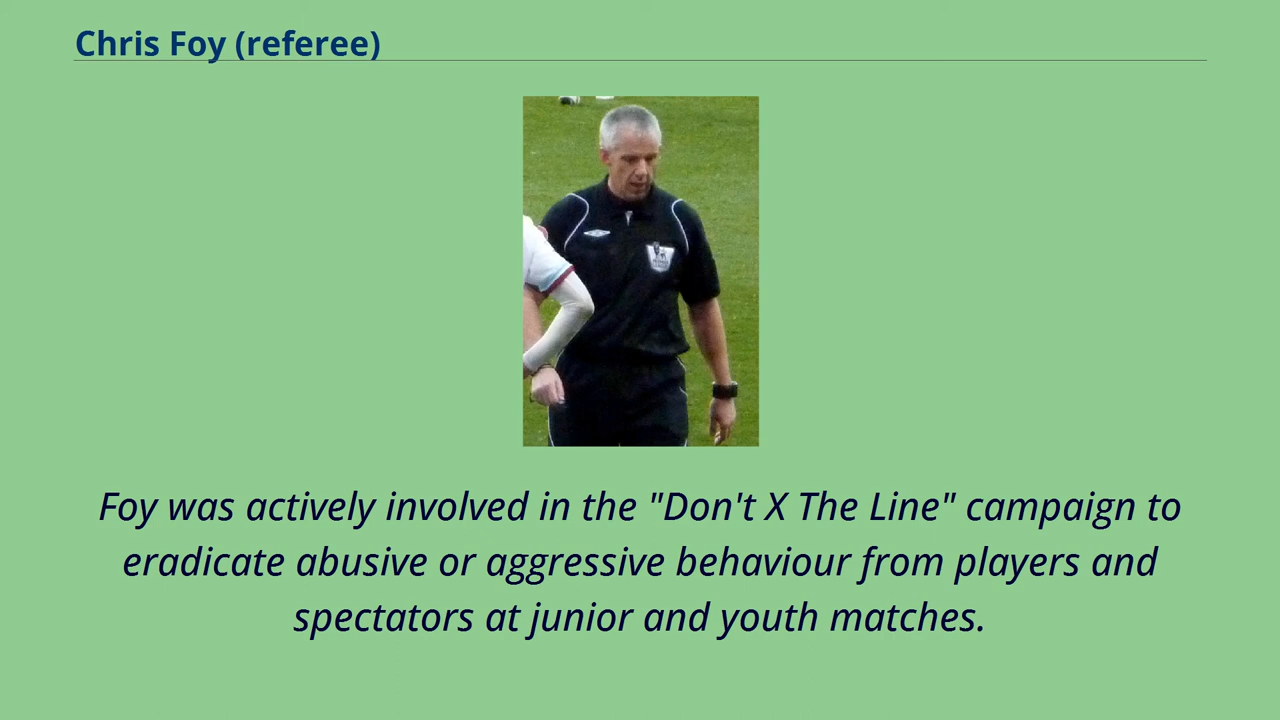 Chris Foy (referee)
Foy was actively involved in the "Don't X The Line" campaign to
eradicate abusive or aggressive behaviour from players and
spectators at junior and youth matches.